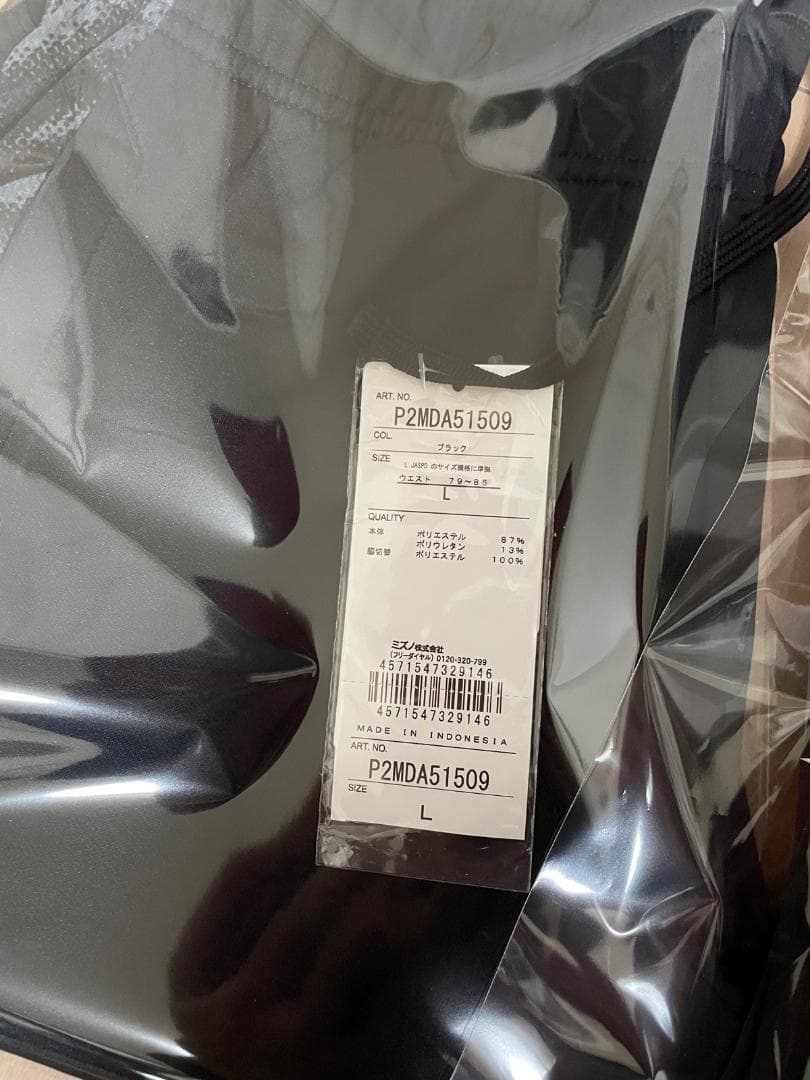 ART. NO.
P2MDA51509
COL.
ブラック
SIZE
L JASPO のサイズ規格に準拠
ウエスト 79~85
L
QUALITY
本体 ポリエステル 87%
ポリウレタン 13%
脇切替 ポリエステル 100%
ミズノ株式会社
(フリーダイヤル) 0120-320-799
4571547329146
4571547329146
MADE IN INDONESIA
ART. NO.
P2MDA51509
SIZE
L